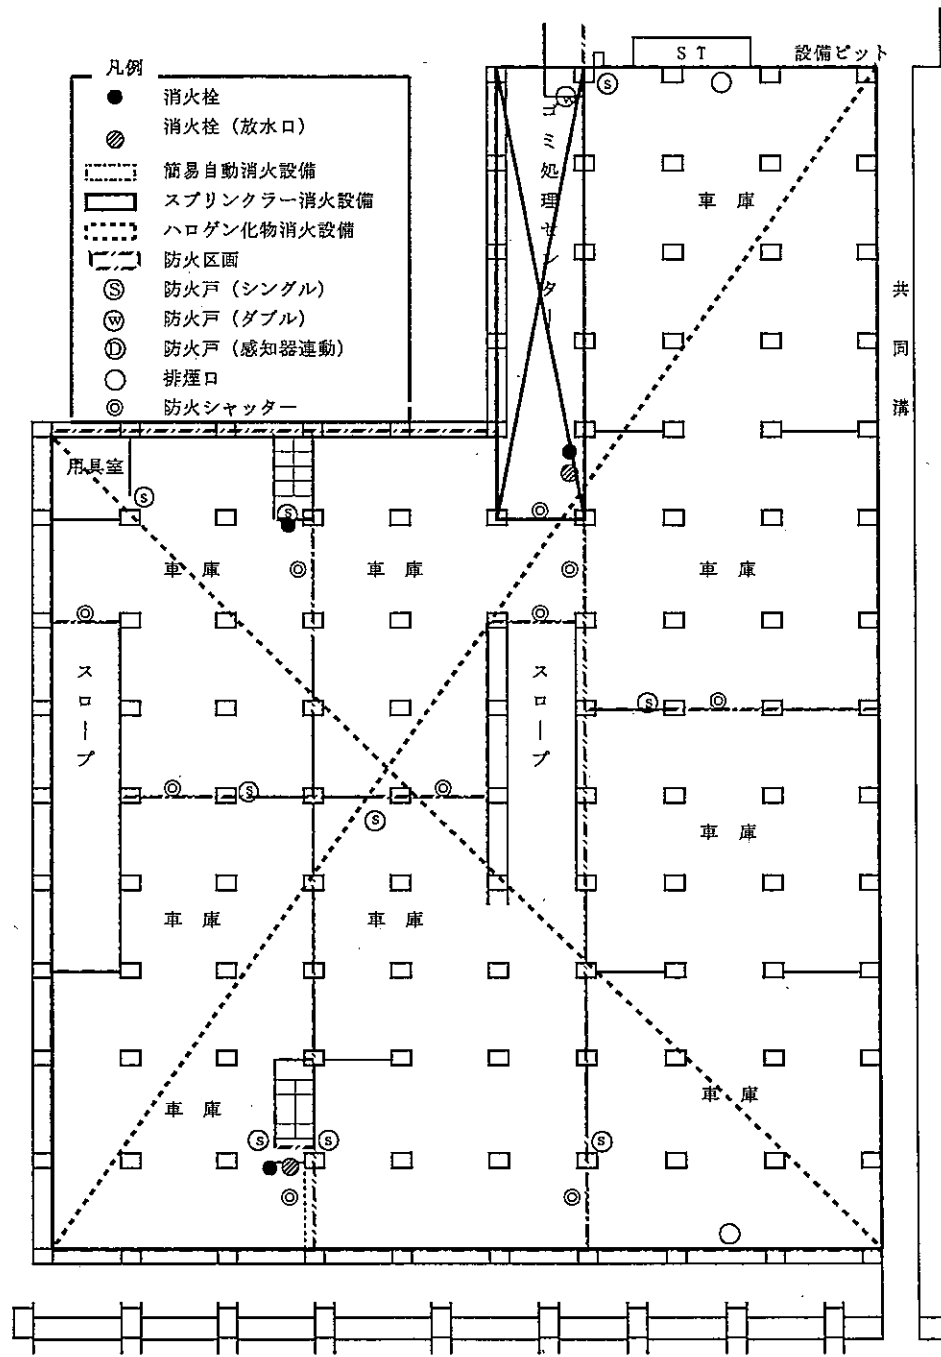 凡例
消火栓
消火栓（放水口）
簡易自動消火設備
スプリンクラー消火設備
ハロゲン化物消火設備
防火区画
Ⓢ 防火戸（シングル）
Ⓦ 防火戸（ダブル）
Ⓓ 防火戸（感知器連動）
排煙口
防火シャッター
ST
設備ピット
W
S
ゴミ処理センター
車 庫
共同溝
用具室
S
S
車 庫
車 庫
車 庫
スロープ
スロープ
S
S
S
車 庫
車 庫
車 庫
車 庫
車 庫
S
S
S